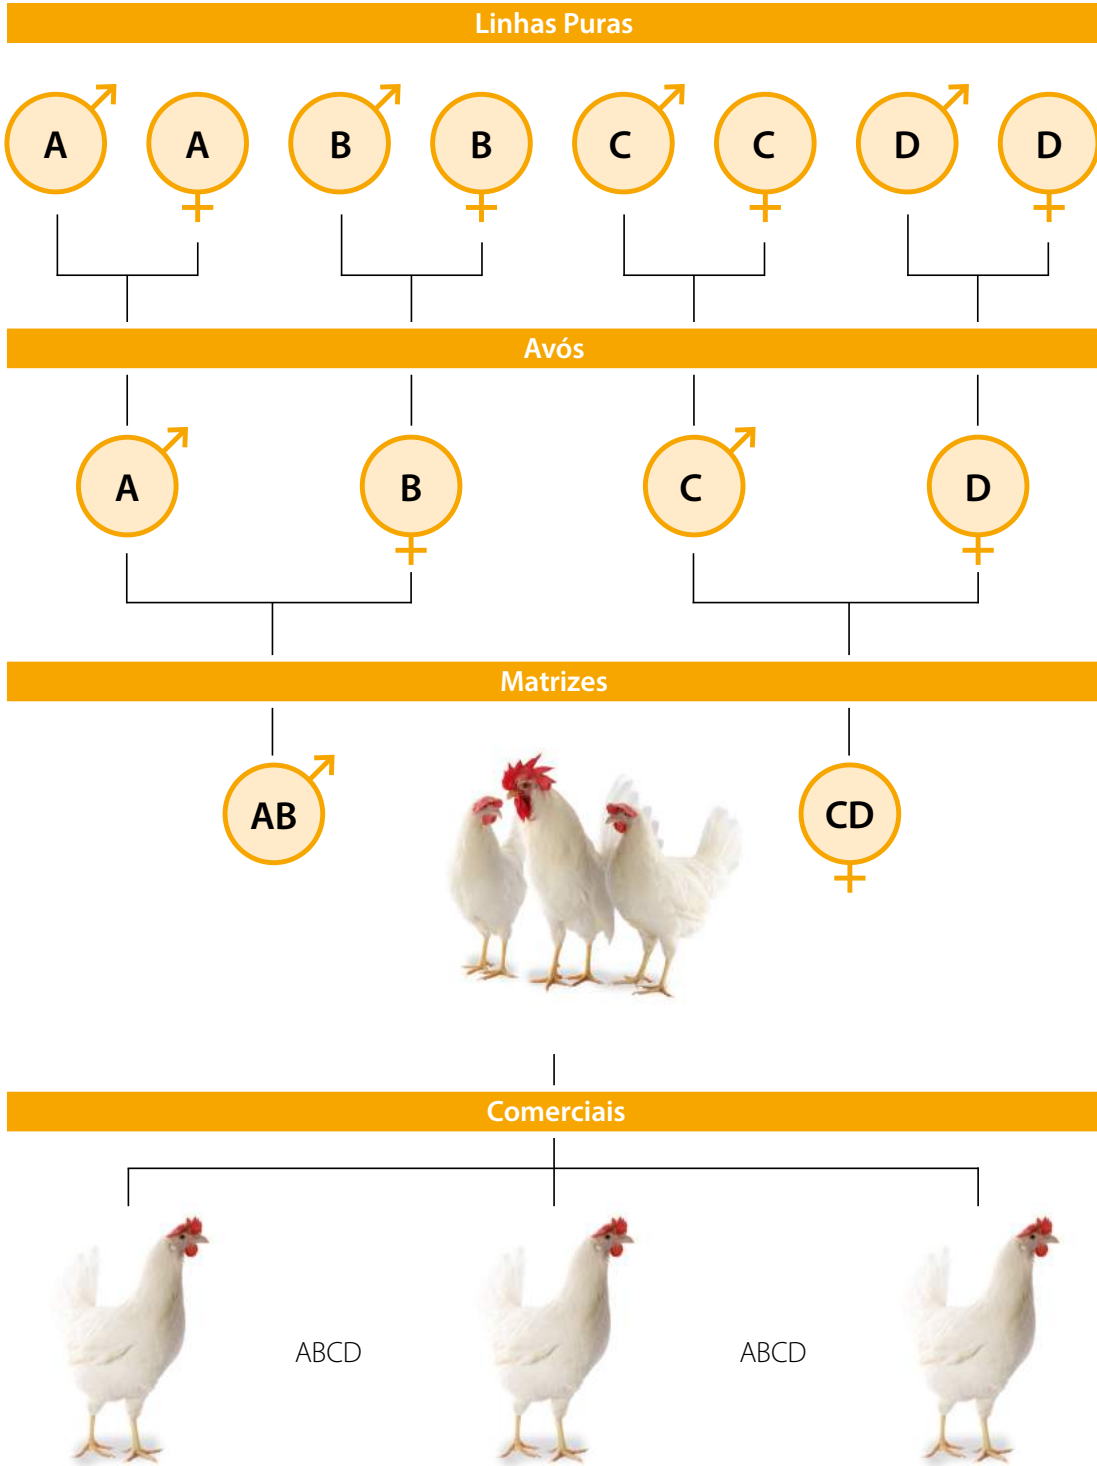 Linhas Puras
A A B B C C D D
Avós
A B C D
Matrizes
AB CD
Comerciais
ABCD ABCD